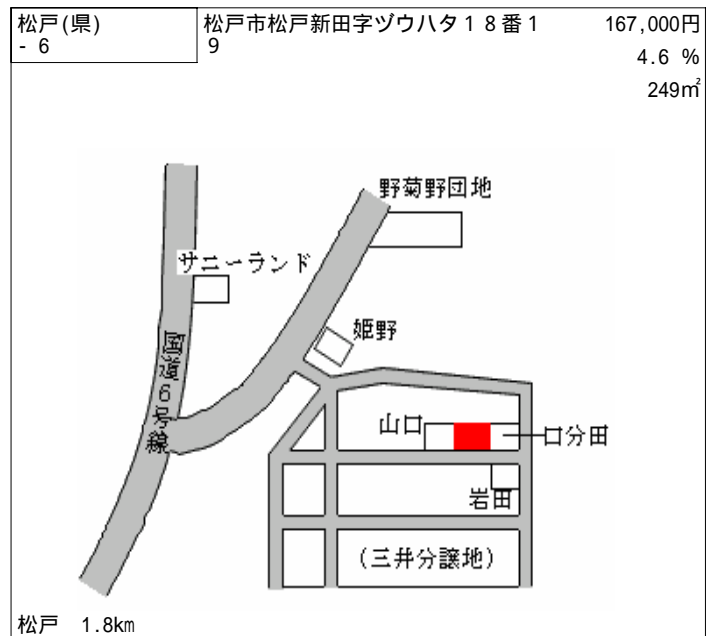 松戸(県)
- 6
松戸市松戸新田字ヅウハタ１８番１
９
167,000円
4.6 %
249㎡
野菊野団地
サニーランド
姫野
国道6号線
山口
口分田
岩田
(三井分譲地)
松戸 1.8km